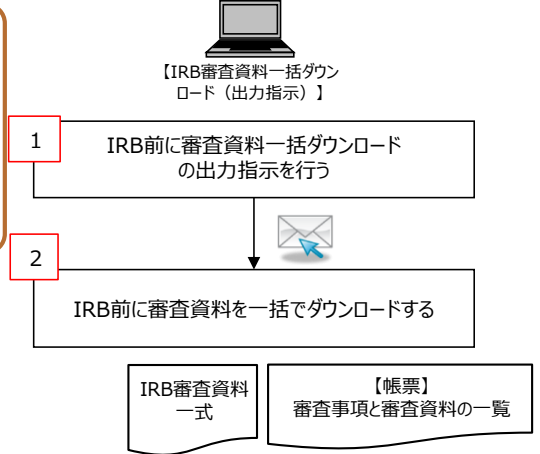 【IRB審査資料一括ダウン
ロード（出力指示）】
1
IRB前に審査資料一括ダウンロード
の出力指示を行う
2
IRB前に審査資料を一括でダウンロードする
IRB審査資料
一式
【帳票】
審査事項と審査資料の一覧